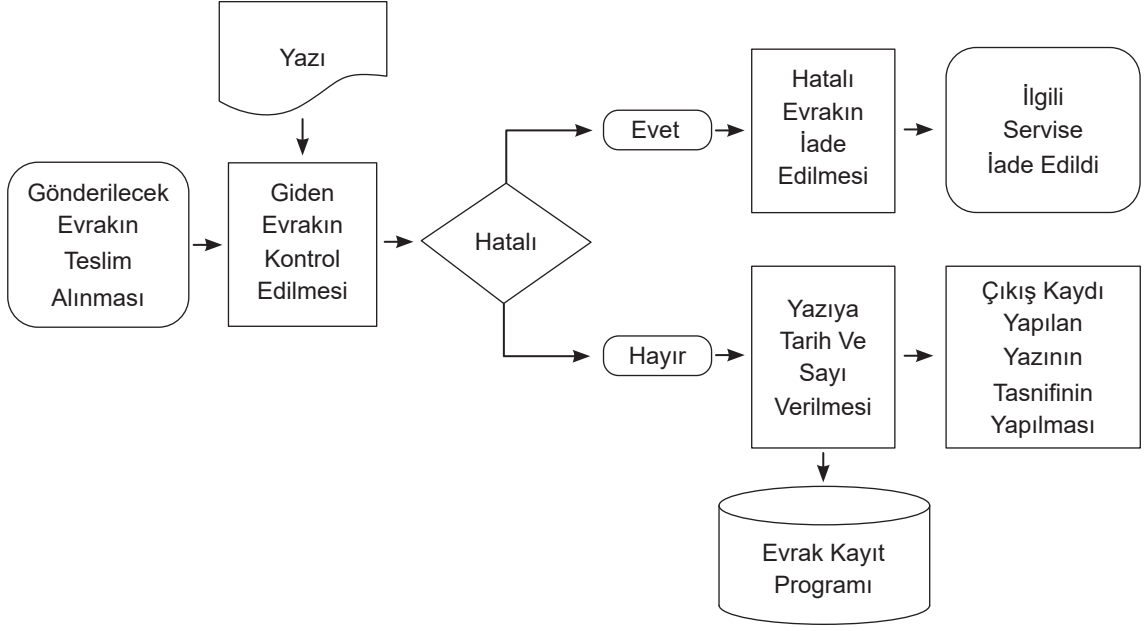 Yazı
Gönderilecek
Evrakın
Teslim
Alınması
Giden
Evrakın
Kontrol
Edilmesi
Hatalı
Evet
Hatalı
Evrakın
İade
Edilmesi
İlgili
Servise
İade Edildi
Hayır
Yazıya
Tarih Ve
Sayı
Verilmesi
Çıkış Kaydı
Yapılan
Yazının
Tasnifinin
Yapılması
Evrak Kayıt
Programı